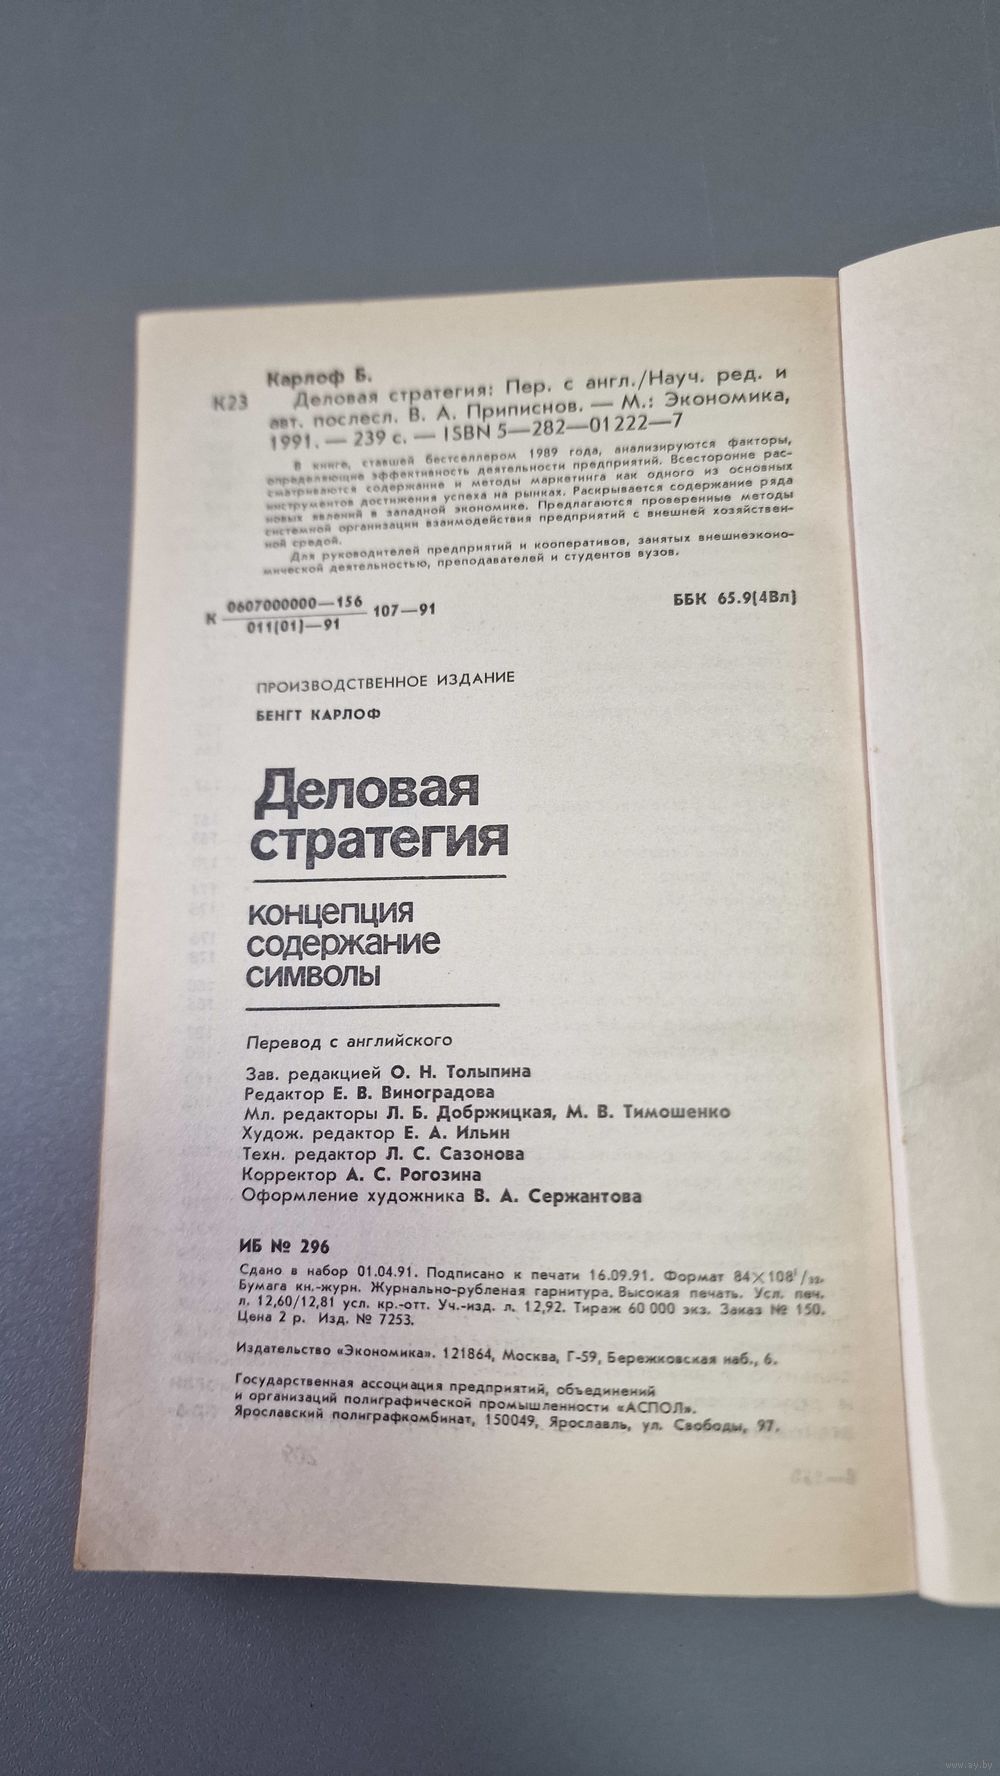 Карлоф Б.
К23 Деловая стратегия: Пер. с англ./Науч. ред. и
авт. послесл. В. А. Приписнов. — М.: Экономика,
1991. — 239 с. — ISBN 5—282—01222—7
В книге, ставшей бестселлером 1989 года, анализируются факторы,
определяющие эффективность деятельности предприятий. Всесторонне рас-
сматриваются содержание и методы маркетинга как одного из основных
инструментов достижения успеха на рынках. Раскрывается содержание ряда
новых явлений в западной экономике. Предлагаются проверенные методы
системной организации взаимодействия предприятий с внешней хозяйствен-
ной средой.
Для руководителей предприятий и кооперативов, занятых внешнеэконо-
мической деятельностью, преподавателей и студентов вузов.
К 0607000000—156 / 011(01)—91 107—91 ББК 65.9(4Вл)
ПРОИЗВОДСТВЕННОЕ ИЗДАНИЕ
БЕНГТ КАРЛОФ
Деловая
стратегия
концепция
содержание
символы
Перевод с английского
Зав. редакцией О. Н. Толыпина
Редактор Е. В. Виноградова
Мл. редакторы Л. Б. Добржицкая, М. В. Тимошенко
Худож. редактор Е. А. Ильин
Техн. редактор Л. С. Сазонова
Корректор А. С. Рогозина
Оформление художника В. А. Сержантова
ИБ № 296
Сдано в набор 01.04.91. Подписано к печати 16.09.91. Формат 84×108¹/₃₂.
Бумага кн.-журн. Журнально-рубленая гарнитура. Высокая печать. Усл. печ.
л. 12,60/12,81 усл. кр.-отт. Уч.-изд. л. 12,92. Тираж 60 000 экз. Заказ № 150.
Цена 2 р. Изд. № 7253.
Издательство «Экономика». 121864, Москва, Г-59, Бережковская наб., 6.
Государственная ассоциация предприятий, объединений
и организаций полиграфической промышленности «АСПОЛ».
Ярославский полиграфкомбинат, 150049, Ярославль, ул. Свободы, 97.
www.ay.by